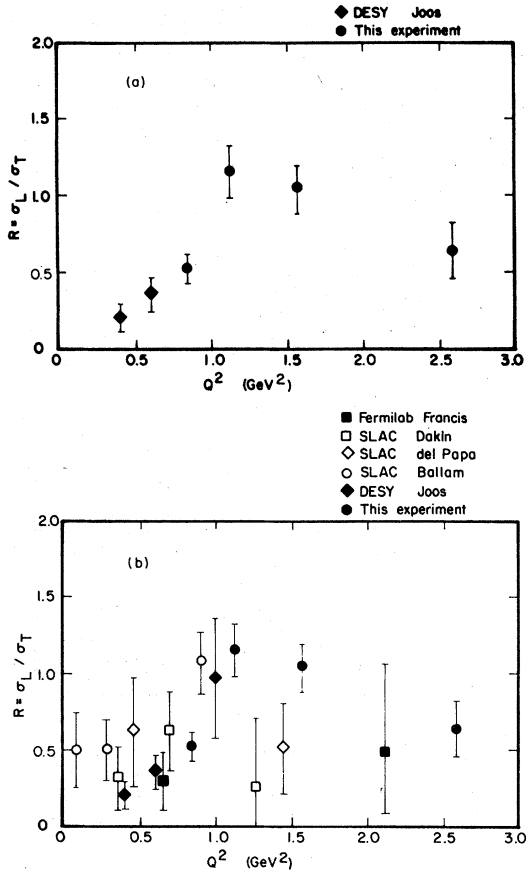 ◆ DESY Joos
● This experiment
2.0
(a)
1.5
1.0
R = σL / σT
0.5
0
0 0.5 1.0 1.5 2.0 2.5 3.0
Q² (GeV²)
■ Fermilab Francis
□ SLAC Dakin
◇ SLAC del Papa
○ SLAC Ballam
◆ DESY Joos
● This experiment
2.0
(b)
1.5
1.0
R = σL / σT
0.5
0
0 0.5 1.0 1.5 2.0 2.5 3.0
Q² (GeV²)